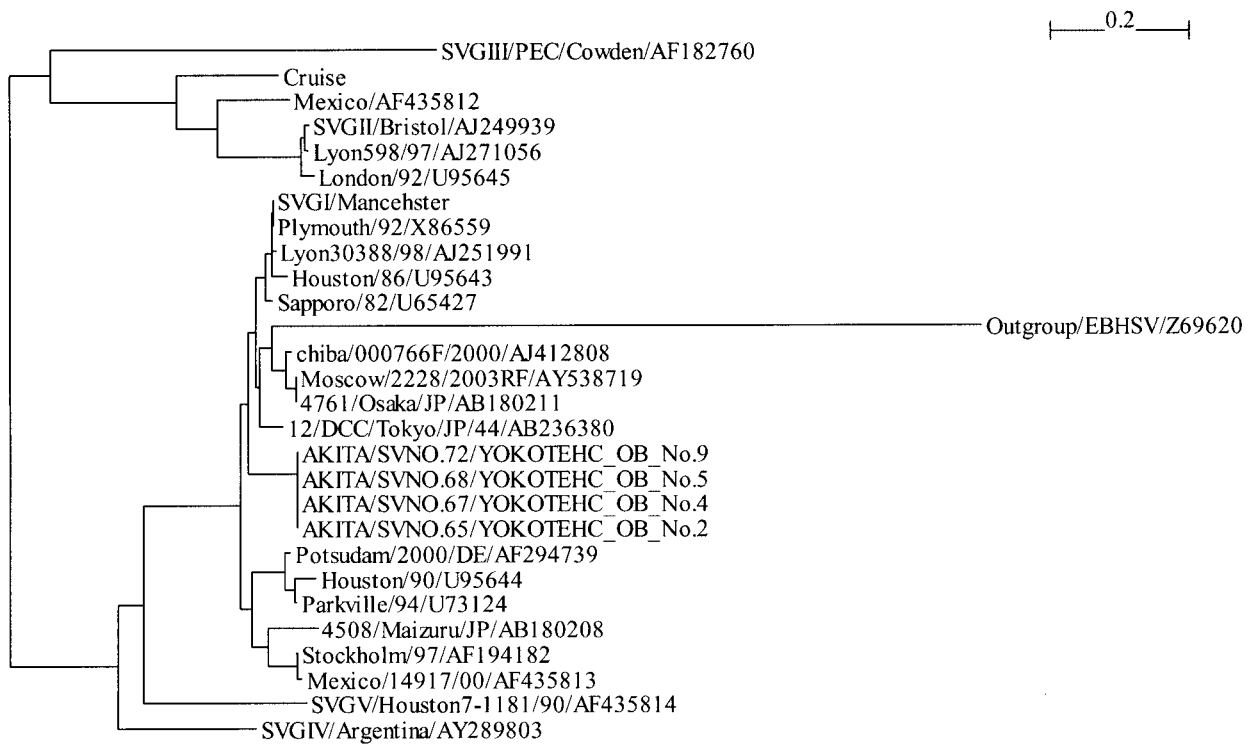 0.2
SVGIII/PEC/Cowden/AF182760
Cruise
Mexico/AF435812
SVGII/Bristol/AJ249939
Lyon598/97/AJ271056
London/92/U95645
SVGI/Mancehster
Plymouth/92/X86559
Lyon30388/98/AJ251991
Houston/86/U95643
Sapporo/82/U65427
Outgroup/EBHSV/Z69620
chiba/000766F/2000/AJ412808
Moscow/2228/2003RF/AY538719
4761/Osaka/JP/AB180211
12/DCC/Tokyo/JP/44/AB236380
AKITA/SVNO.72/YOKOTEHC_OB_No.9
AKITA/SVNO.68/YOKOTEHC_OB_No.5
AKITA/SVNO.67/YOKOTEHC_OB_No.4
AKITA/SVNO.65/YOKOTEHC_OB_No.2
Potsudam/2000/DE/AF294739
Houston/90/U95644
Parkville/94/U73124
4508/Maizuru/JP/AB180208
Stockholm/97/AF194182
Mexico/14917/00/AF435813
SVGV/Houston7-1181/90/AF435814
SVGIV/Argentina/AY289803